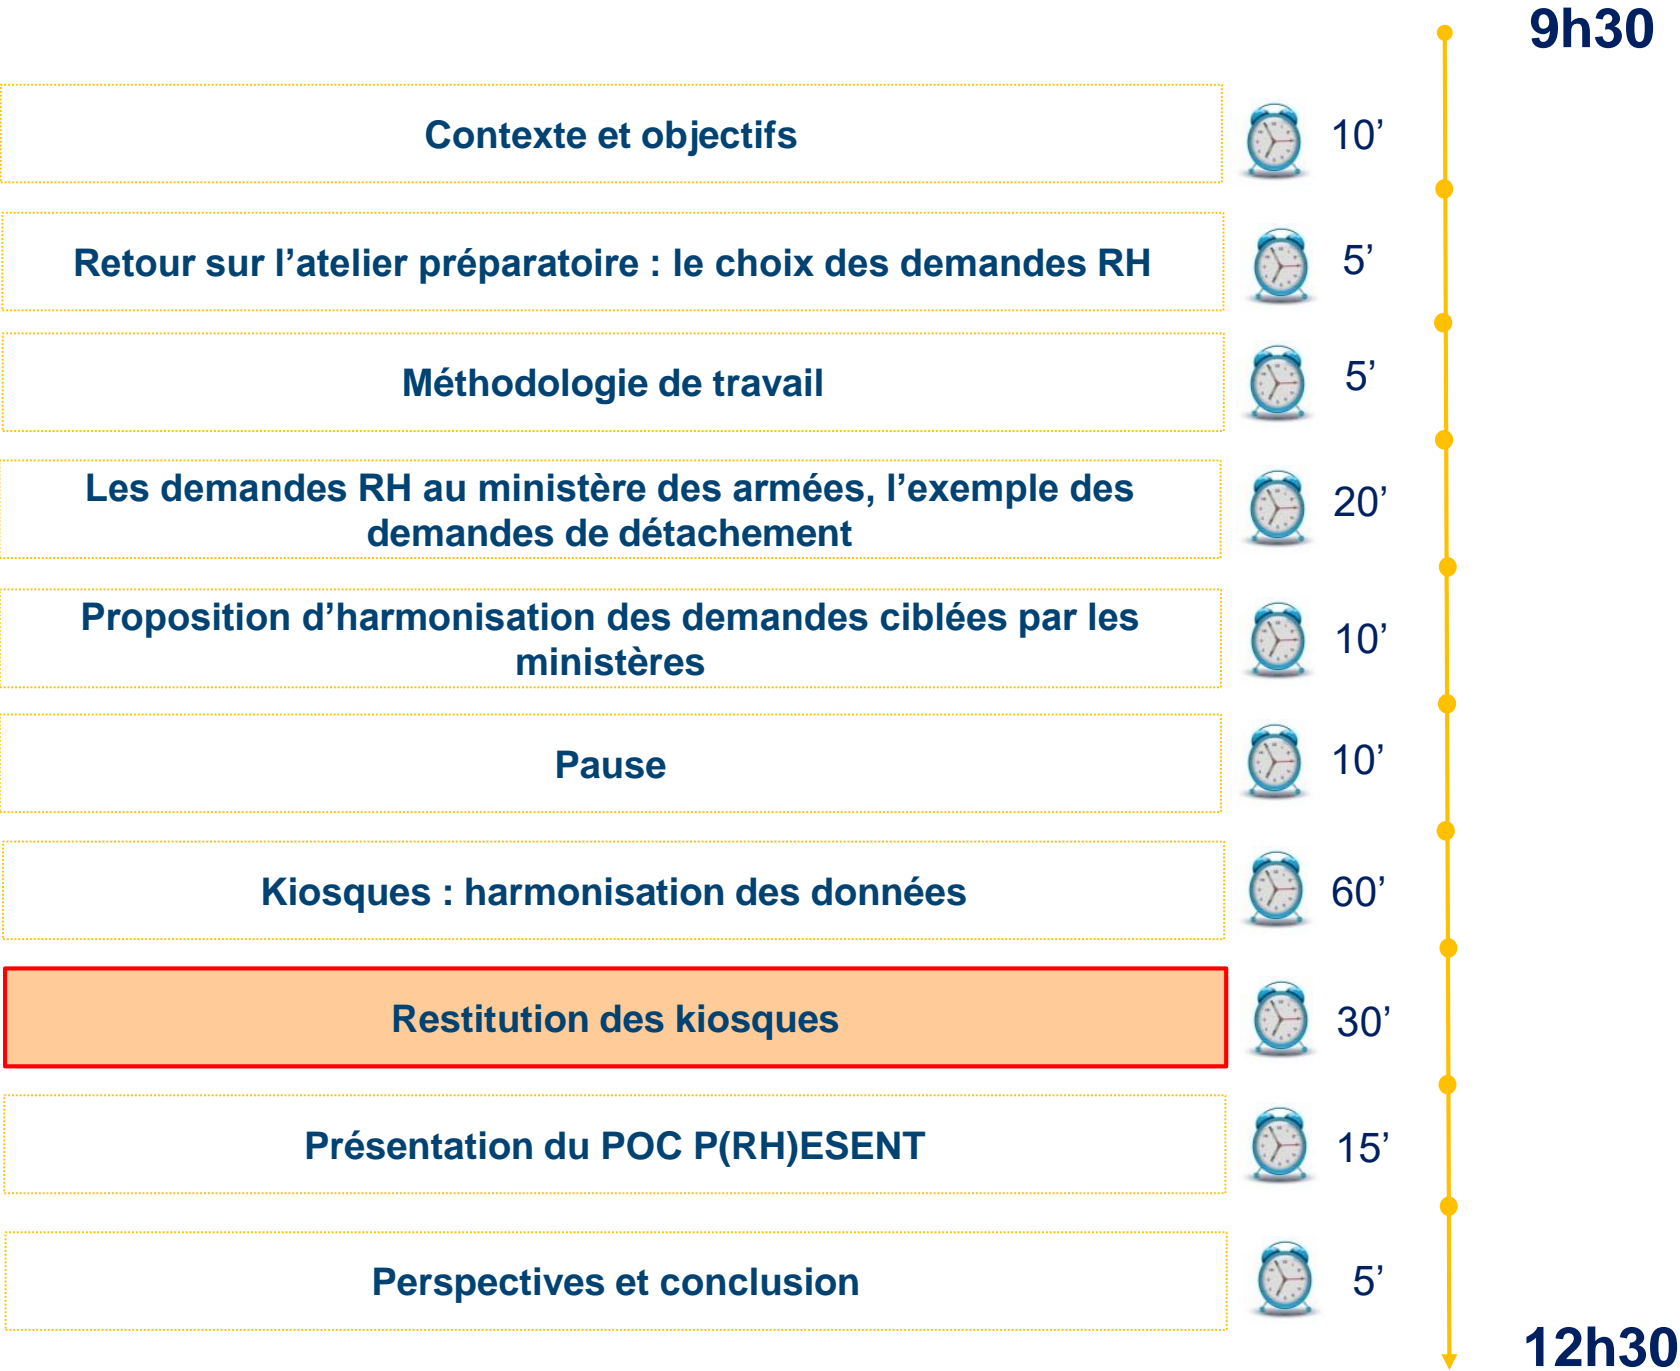 9h30
Contexte et objectifs
10’
Retour sur l’atelier préparatoire : le choix des demandes RH
5’
Méthodologie de travail
5’
Les demandes RH au ministère des armées, l’exemple des
demandes de détachement
20’
Proposition d’harmonisation des demandes ciblées par les
ministères
10’
Pause
10’
Kiosques : harmonisation des données
60’
Restitution des kiosques
30’
Présentation du POC P(RH)ESENT
15’
Perspectives et conclusion
5’
12h30